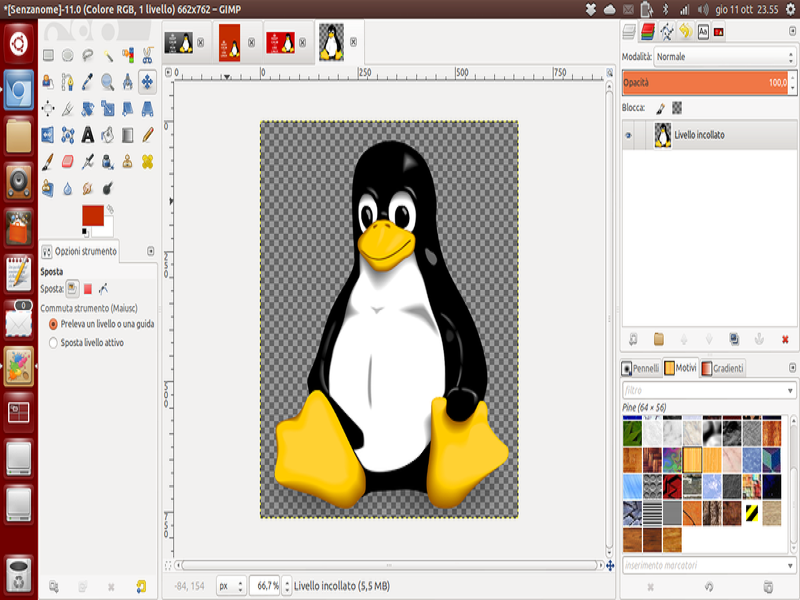 *[Senzanome]-11.0 (Colore RGB, 1 livello) 662x762 – GIMP
gio 11 ott 23.55
0 250 500 750
Modalità: Normale
Opacità 100,0
Blocca:
Livello incollato
Opzioni strumento
Sposta
Sposta:
Commuta strumento (Maiusc)
Preleva un livello o una guida
Sposta livello attivo
Pennelli Motivi Gradienti
filtro
Pine (64 × 56)
inserimento marcatori
-84, 154 px 66,7% Livello incollato (5,5 MB)